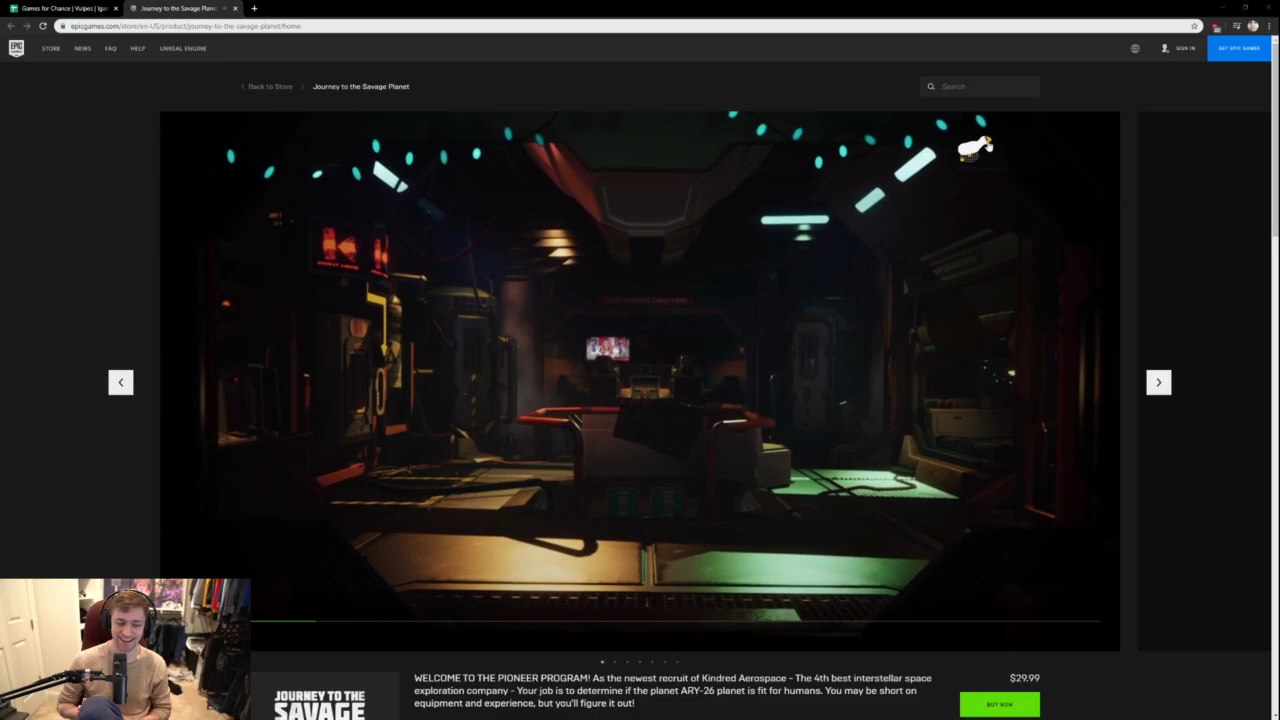 Games for Chance | Vulpes | Igan
Journey to the Savage Plane
epicgames.com/store/en-US/product/journey-to-the-savage-planet/home
EPIC
GAMES
STORE
NEWS
FAQ
HELP
UNREAL ENGINE
SIGN IN
GET EPIC GAMES
Back to Store
Journey to the Savage Planet
Search
WELCOME TO THE PIONEER PROGRAM! As the newest recruit of Kindred Aerospace - The 4th best interstellar space
exploration company - Your job is to determine if the planet ARY-26 planet is fit for humans. You may be short on
equipment and experience, but you'll figure it out!
$29.99
BUY NOW
JOURNEY TO THE
SAVAGE